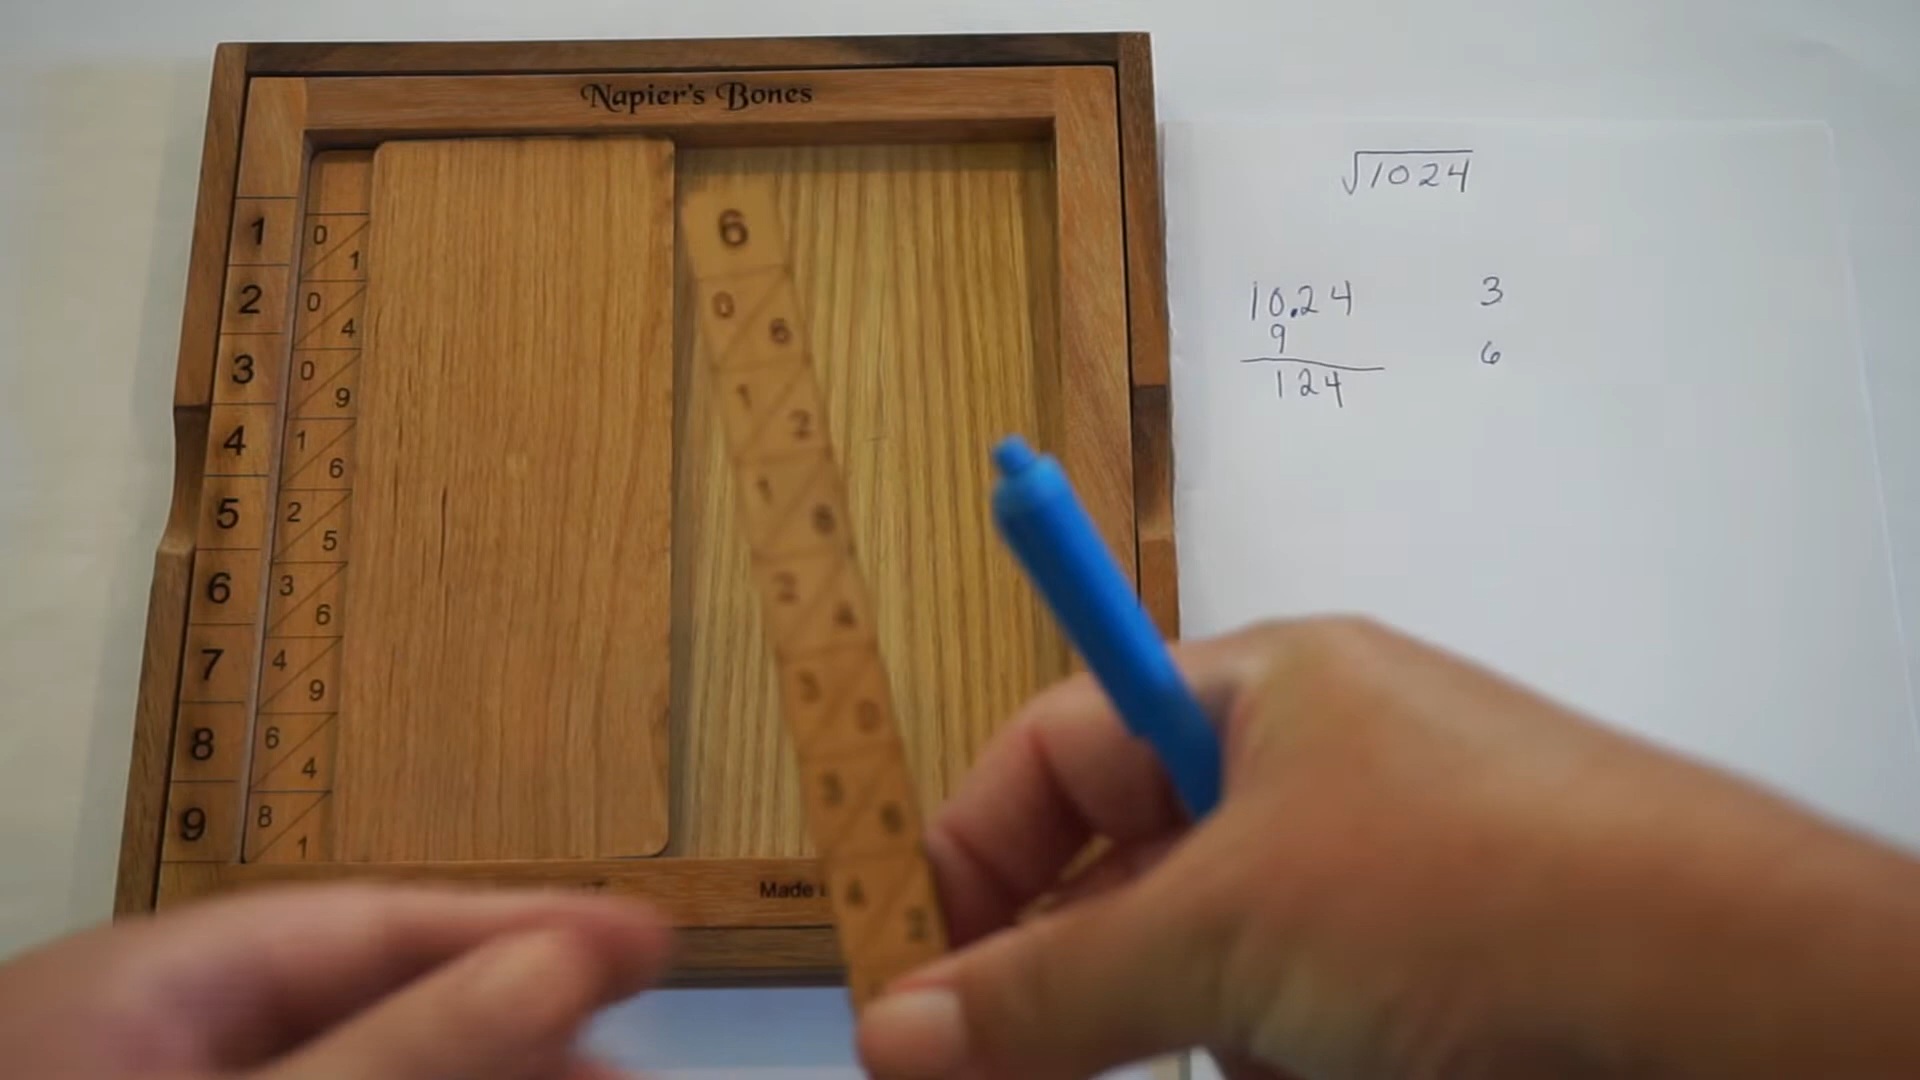 Napier's Bones
1 0 1
2 0 4
3 0 9
4 1 6
5 2 5
6 3 6
7 4 9
8 6 4
9 8 1
6
0 6
1 2
1 8
2 4
3 0
3
4
Made
√1024
10.24 3
9 6
124